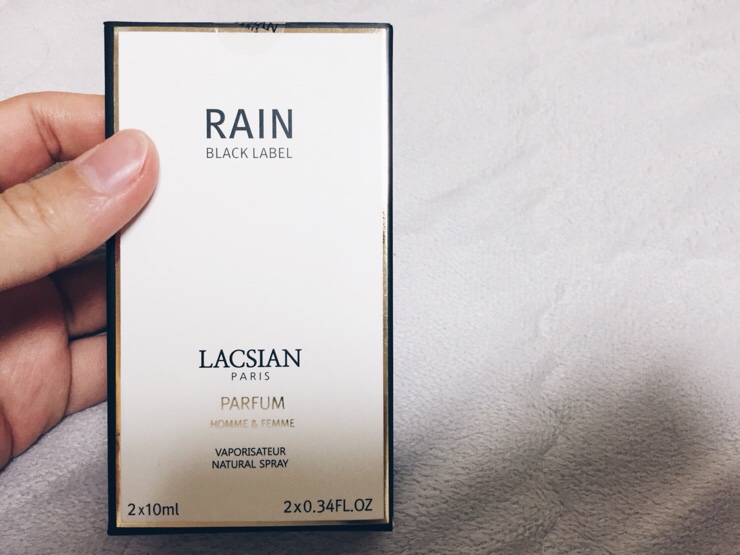 RAIN
BLACK LABEL
LACSIAN
PARIS
PARFUM
HOMME & FEMME
VAPORISATEUR
NATURAL SPRAY
2x10ml 2x0.34FL.OZ